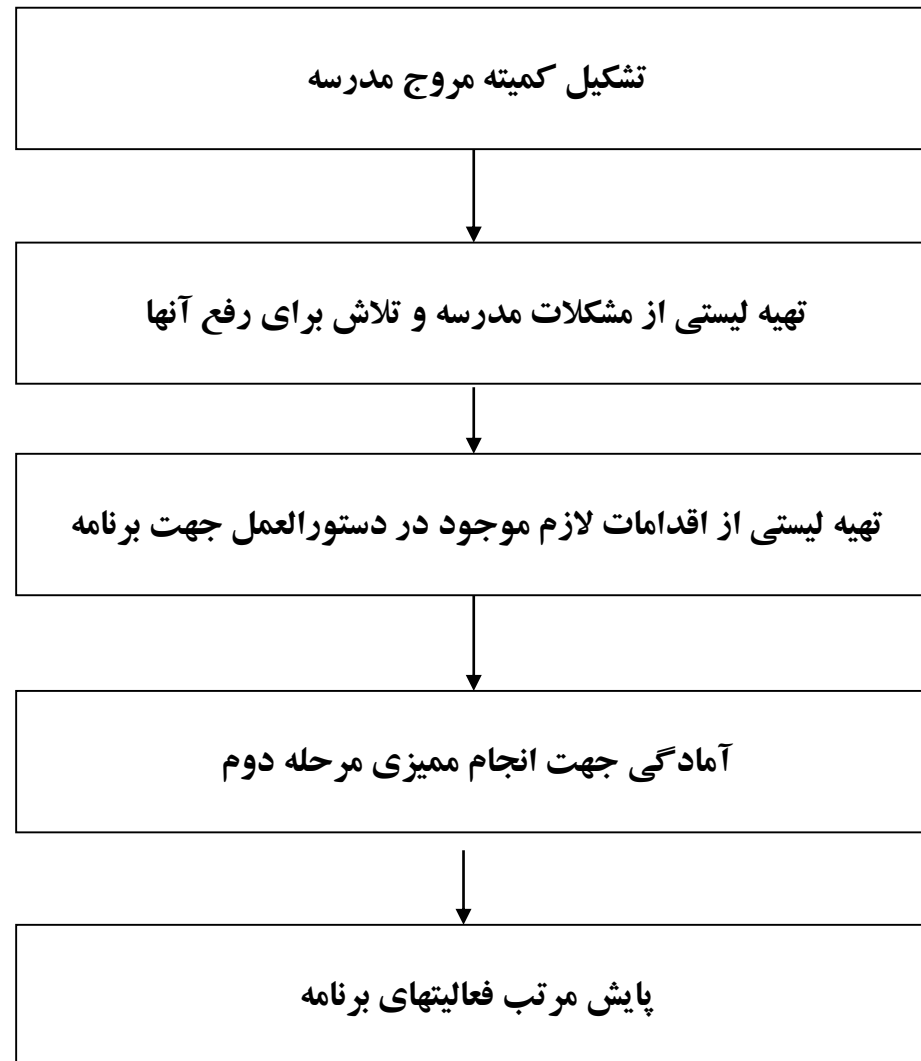 تشکیل کمیته مروج مدرسه
تهیه لیستی از مشکلات مدرسه و تلاش برای رفع آنها
تهیه لیستی از اقدامات لازم موجود در دستورالعمل جهت برنامه
آمادگی جهت انجام ممیزی مرحله دوم
پایش مرتب فعالیتهای برنامه